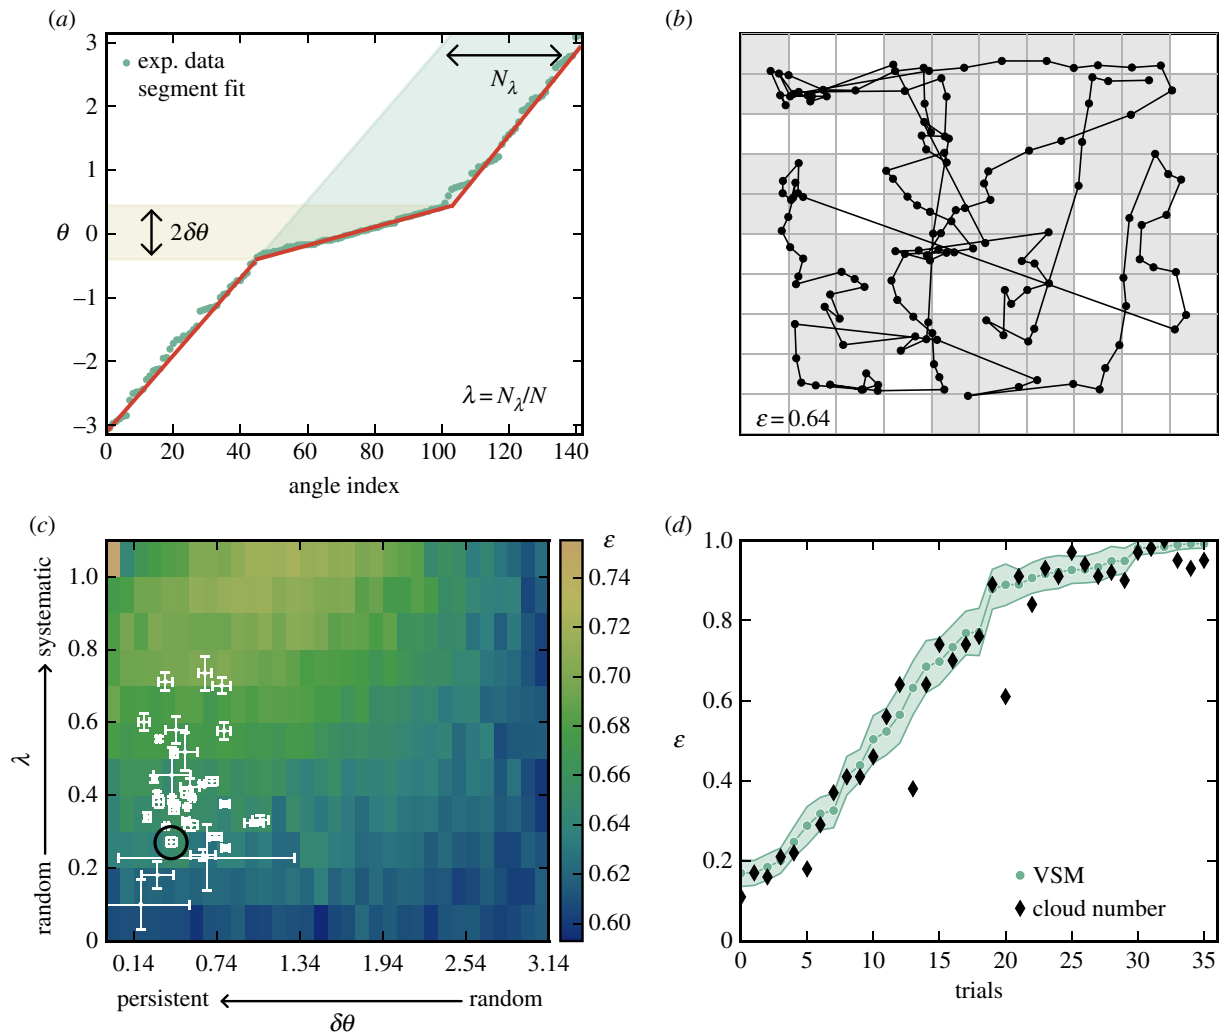 (a)
3
2
1
θ 0
−1
−2
−3
exp. data
segment fit
N_λ
2δθ
λ = N_λ/N
0 20 40 60 80 100 120 140
angle index
(b)
ε = 0.64
(c)
systematic
λ
random
1.0
0.8
0.6
0.4
0.2
0
0.14 0.74 1.34 1.94 2.54 3.14
persistent random
δθ
ε
0.74
0.72
0.70
0.68
0.66
0.64
0.62
0.60
(d)
1.0
0.8
0.6
ε
0.4
0.2
0
VSM
cloud number
0 5 10 15 20 25 30 35
trials